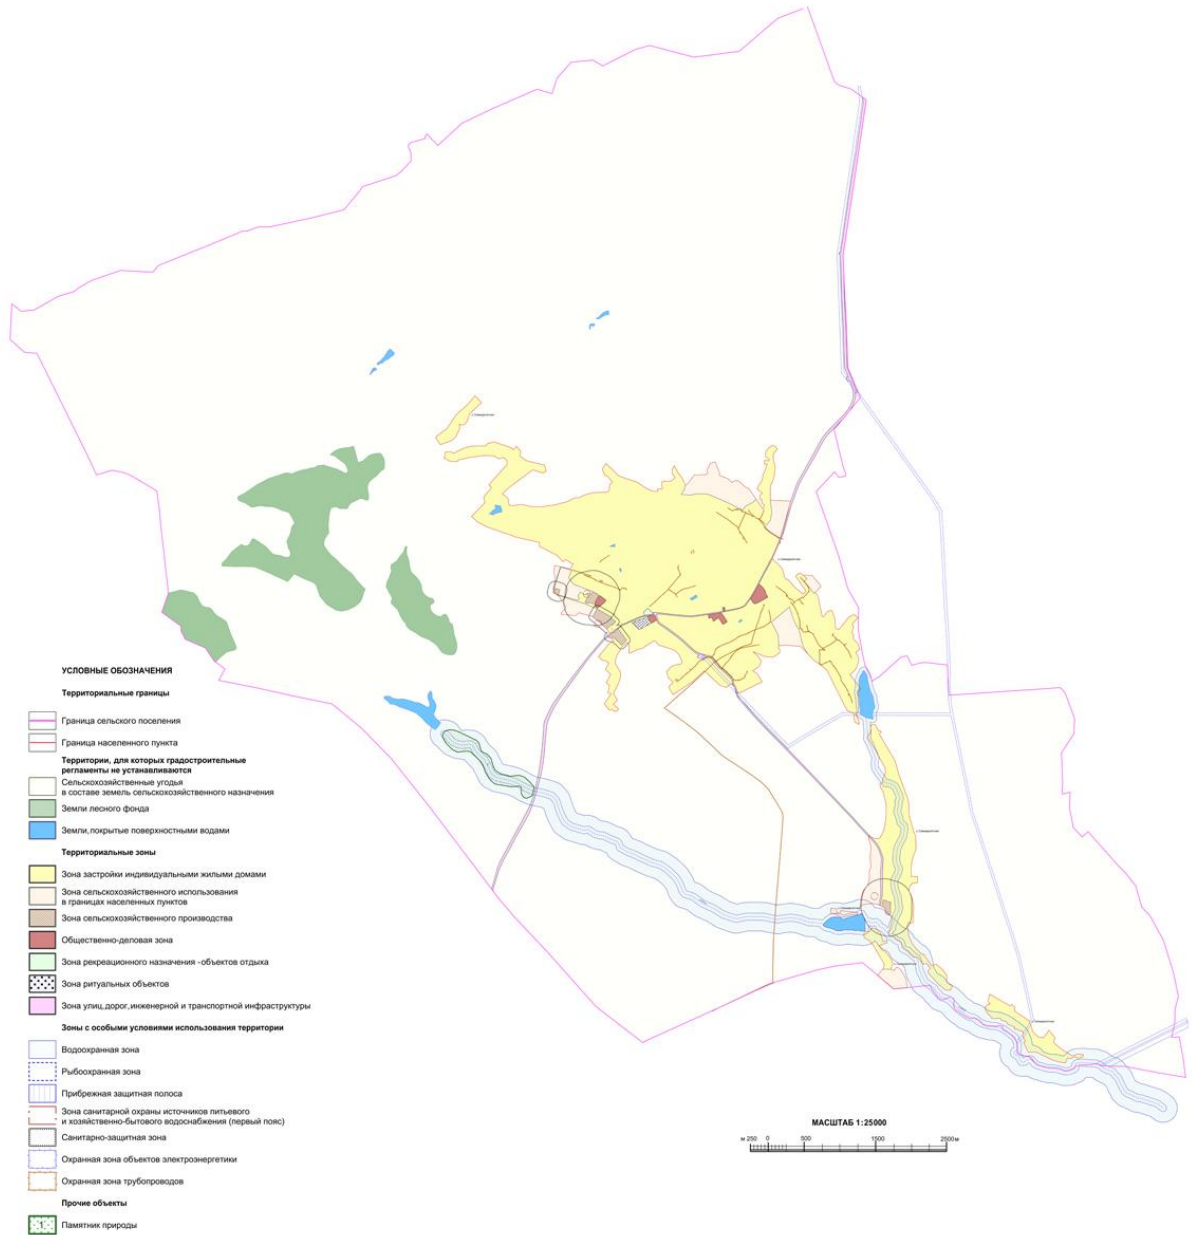 УСЛОВНЫЕ ОБОЗНАЧЕНИЯ
Территориальные границы
Граница сельского поселения
Граница населенного пункта
Территории, для которых градостроительные
регламенты не устанавливаются
Сельскохозяйственные угодья
в составе земель сельскохозяйственного назначения
Земли лесного фонда
Земли,покрытые поверхностными водами
Территориальные зоны
Зона застройки индивидуальными жилыми домами
Зона сельскохозяйственного использования
в границах населенных пунктов
Зона сельскохозяйственного производства
Общественно-деловая зона
Зона рекреационного назначения -объектов отдыха
Зона ритуальных объектов
Зона улиц,дорог,инженерной и транспортной инфраструктуры
Зоны с особыми условиями использования территории
Водоохранная зона
Рыбоохранная зона
Прибрежная защитная полоса
Зона санитарной охраны источников питьевого
и хозяйственно-бытового водоснабжения (первый пояс)
Санитарно-защитная зона
Охранная зона объектов электроэнергетики
Охранная зона трубопроводов
Прочие объекты
1 Памятник природы
МАСШТАБ 1:25000
м 250 0 500 1500 2500м